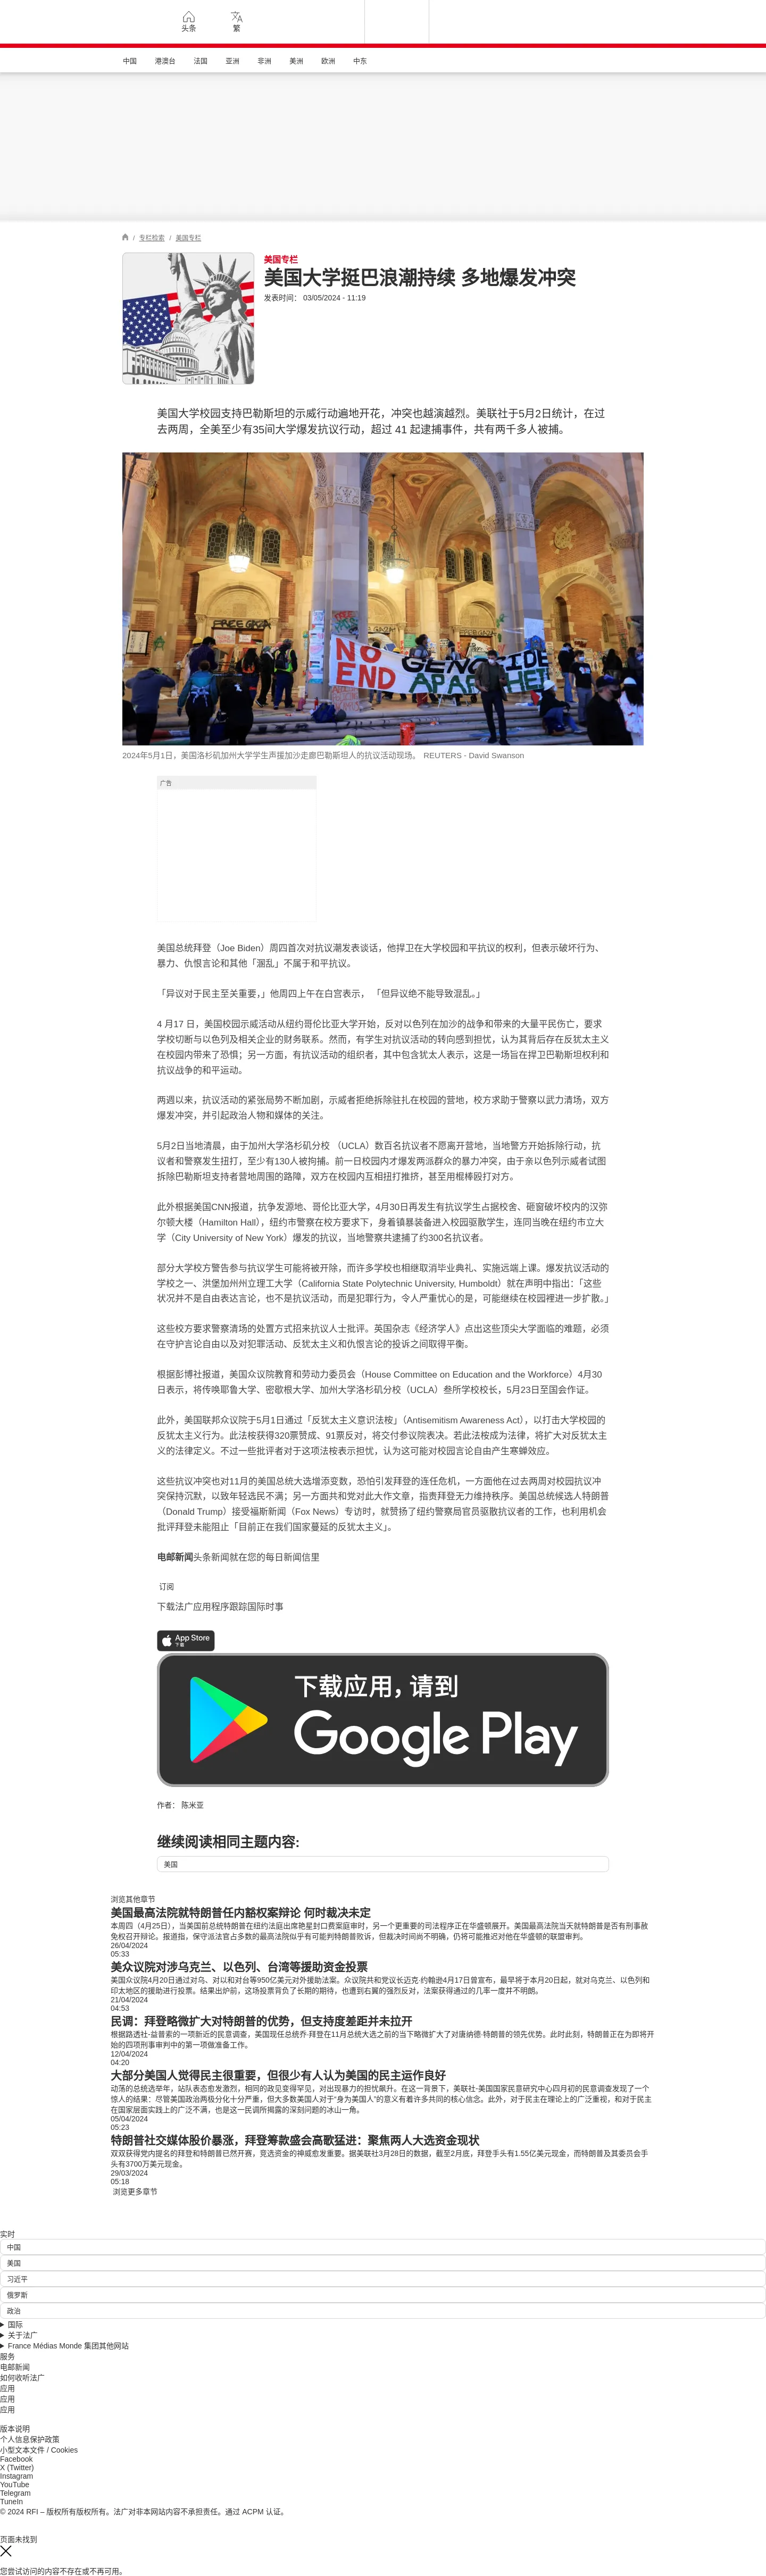 头条
繁
中国
港澳台
法国
亚洲
非洲
美洲
欧洲
中东
/ 专栏检索 / 美国专栏
美国专栏
美国大学挺巴浪潮持续 多地爆发冲突
发表时间： 03/05/2024 - 11:19
美国大学校园支持巴勒斯坦的示威行动遍地开花，冲突也越演越烈。美联社于5月2日统计，在过
去两周，全美至少有35间大学爆发抗议行动，超过 41 起逮捕事件，共有两千多人被捕。
FREE GAZA
NO
END
GENOCIDE
APARTHEID
2024年5月1日，美国洛杉矶加州大学学生声援加沙走廊巴勒斯坦人的抗议活动现场。 REUTERS - David Swanson
广告
美国总统拜登（Joe Biden）周四首次对抗议潮发表谈话，他捍卫在大学校园和平抗议的权利，但表示破坏行为、
暴力、仇恨言论和其他「涃乱」不属于和平抗议。
「异议对于民主至关重要，」他周四上午在白宫表示， 「但异议绝不能导致混乱。」
4 月17 日，美国校园示威活动从纽约哥伦比亚大学开始，反对以色列在加沙的战争和带来的大量平民伤亡，要求
学校切断与以色列及相关企业的财务联系。然而，有学生对抗议活动的转向感到担忧，认为其背后存在反犹太主义
在校园内带来了恐惧；另一方面，有抗议活动的组织者，其中包含犹太人表示，这是一场旨在捍卫巴勒斯坦权利和
抗议战争的和平运动。
两週以来，抗议活动的紧张局势不断加剧，示威者拒绝拆除驻扎在校园的营地，校方求助于警察以武力清场，双方
爆发冲突，并引起政治人物和媒体的关注。
5月2日当地清晨，由于加州大学洛杉矶分校 （UCLA）数百名抗议者不愿离开营地，当地警方开始拆除行动，抗
议者和警察发生扭打，至少有130人被拘捕。前一日校园内才爆发两派群众的暴力冲突，由于亲以色列示威者试图
拆除巴勒斯坦支持者营地周围的路障，双方在校园内互相扭打推挤，甚至用棍棒殴打对方。
此外根据美国CNN报道，抗争发源地、哥伦比亚大学，4月30日再发生有抗议学生占据校舍、砸窗破坏校内的汉弥
尔顿大楼（Hamilton Hall），纽约市警察在校方要求下，身着镇暴装备进入校园驱散学生，连同当晚在纽约市立大
学（City University of New York）爆发的抗议，当地警察共逮捕了约300名抗议者。
部分大学校方警告参与抗议学生可能将被开除，而许多学校也相继取消毕业典礼、实施远端上课。爆发抗议活动的
学校之一、洪堡加州州立理工大学（California State Polytechnic University, Humboldt）就在声明中指出:「这些
状况并不是自由表达言论，也不是抗议活动，而是犯罪行为，令人严重忧心的是，可能继续在校园裡进一步扩散。」
这些校方要求警察清场的处置方式招来抗议人士批评。英国杂志《经济学人》点出这些顶尖大学面临的难题，必须
在守护言论自由以及对犯罪活动、反犹太主义和仇恨言论的投诉之间取得平衡。
根据彭博社报道，美国众议院教育和劳动力委员会（House Committee on Education and the Workforce）4月30
日表示，将传唤耶鲁大学、密歇根大学、加州大学洛杉矶分校（UCLA）叁所学校校长，5月23日至国会作证。
此外，美国联邦众议院于5月1日通过「反犹太主义意识法桉」（Antisemitism Awareness Act），以打击大学校园的
反犹太主义行为。此法桉获得320票赞成、91票反对，将交付参议院表决。若此法桉成为法律，将扩大对反犹太主
义的法律定义。不过一些批评者对于这项法桉表示担忧，认为这可能对校园言论自由产生寒蝉效应。
这些抗议冲突也对11月的美国总统大选增添变数，恐怕引发拜登的连任危机，一方面他在过去两周对校园抗议冲
突保持沉默，以致年轻选民不满；另一方面共和党对此大作文章，指责拜登无力维持秩序。美国总统候选人特朗普
（Donald Trump）接受福斯新闻（Fox News）专访时，就赞扬了纽约警察局官员驱散抗议者的工作，也利用机会
批评拜登未能阻止「目前正在我们国家蔓延的反犹太主义」。
电邮新闻头条新闻就在您的每日新闻信里
订阅
下载法广应用程序跟踪国际时事
App Store
下载
下载应用，请到
Google Play
作者： 陈米亚
继续阅读相同主题内容:
美国
浏览其他章节
美国最高法院就特朗普任内豁权案辩论 何时裁决未定
本周四（4月25日），当美国前总统特朗普在纽约法庭出席艳星封口费案庭审时，另一个更重要的司法程序正在华盛顿展开。美国最高法院当天就特朗普是否有刑事赦
免权召开辩论。报道指，保守派法官占多数的最高法院似乎有可能判特朗普败诉，但裁决时间尚不明确，仍将可能推迟对他在华盛顿的联盟审判。
26/04/2024
05:33
美众议院对涉乌克兰、以色列、台湾等援助资金投票
美国众议院4月20日通过对乌、对以和对台等950亿美元对外援助法案。众议院共和党议长迈克·约翰逊4月17日曾宣布，最早将于本月20日起，就对乌克兰、以色列和
印太地区的援助进行投票。结果出炉前，这场投票背负了长期的期待，也遭到右翼的强烈反对，法案获得通过的几率一度并不明朗。
21/04/2024
04:53
民调：拜登略微扩大对特朗普的优势，但支持度差距并未拉开
根据路透社-益普索的一项新近的民意调查，美国现任总统乔·拜登在11月总统大选之前的当下略微扩大了对唐纳德·特朗普的领先优势。此时此刻，特朗普正在为即将开
始的四项刑事审判中的第一项做准备工作。
12/04/2024
04:20
大部分美国人觉得民主很重要，但很少有人认为美国的民主运作良好
动荡的总统选举年，站队表态愈发激烈，相同的政见变得罕见，对出现暴力的担忧飙升。在这一背景下，美联社-美国国家民意研究中心四月初的民意调查发现了一个
惊人的结果：尽管美国政治两极分化十分严重，但大多数美国人对于“身为美国人”的意义有着许多共同的核心信念。此外，对于民主在理论上的广泛重视，和对于民主
在国家层面实践上的广泛不满，也是这一民调所揭露的深刻问题的冰山一角。
05/04/2024
05:23
特朗普社交媒体股价暴涨，拜登筹款盛会高歌猛进：聚焦两人大选资金现状
双双获得党内提名的拜登和特朗普已然开赛，竞选资金的神威愈发重要。据美联社3月28日的数据，截至2月底，拜登手头有1.55亿美元现金，而特朗普及其委员会手
头有3700万美元现金。
29/03/2024
05:18
浏览更多章节
实时
中国
美国
习近平
俄罗斯
政治
国际
关于法广
France Médias Monde 集团其他网站
服务
电邮新闻
如何收听法广
应用
应用
应用
版本说明
个人信息保护政策
小型文本文件 / Cookies
Facebook
X (Twitter)
Instagram
YouTube
Telegram
TuneIn
© 2024 RFI – 版权所有版权所有。法广对非本网站内容不承担责任。通过 ACPM 认证。
页面未找到
您尝试访问的内容不存在或不再可用。